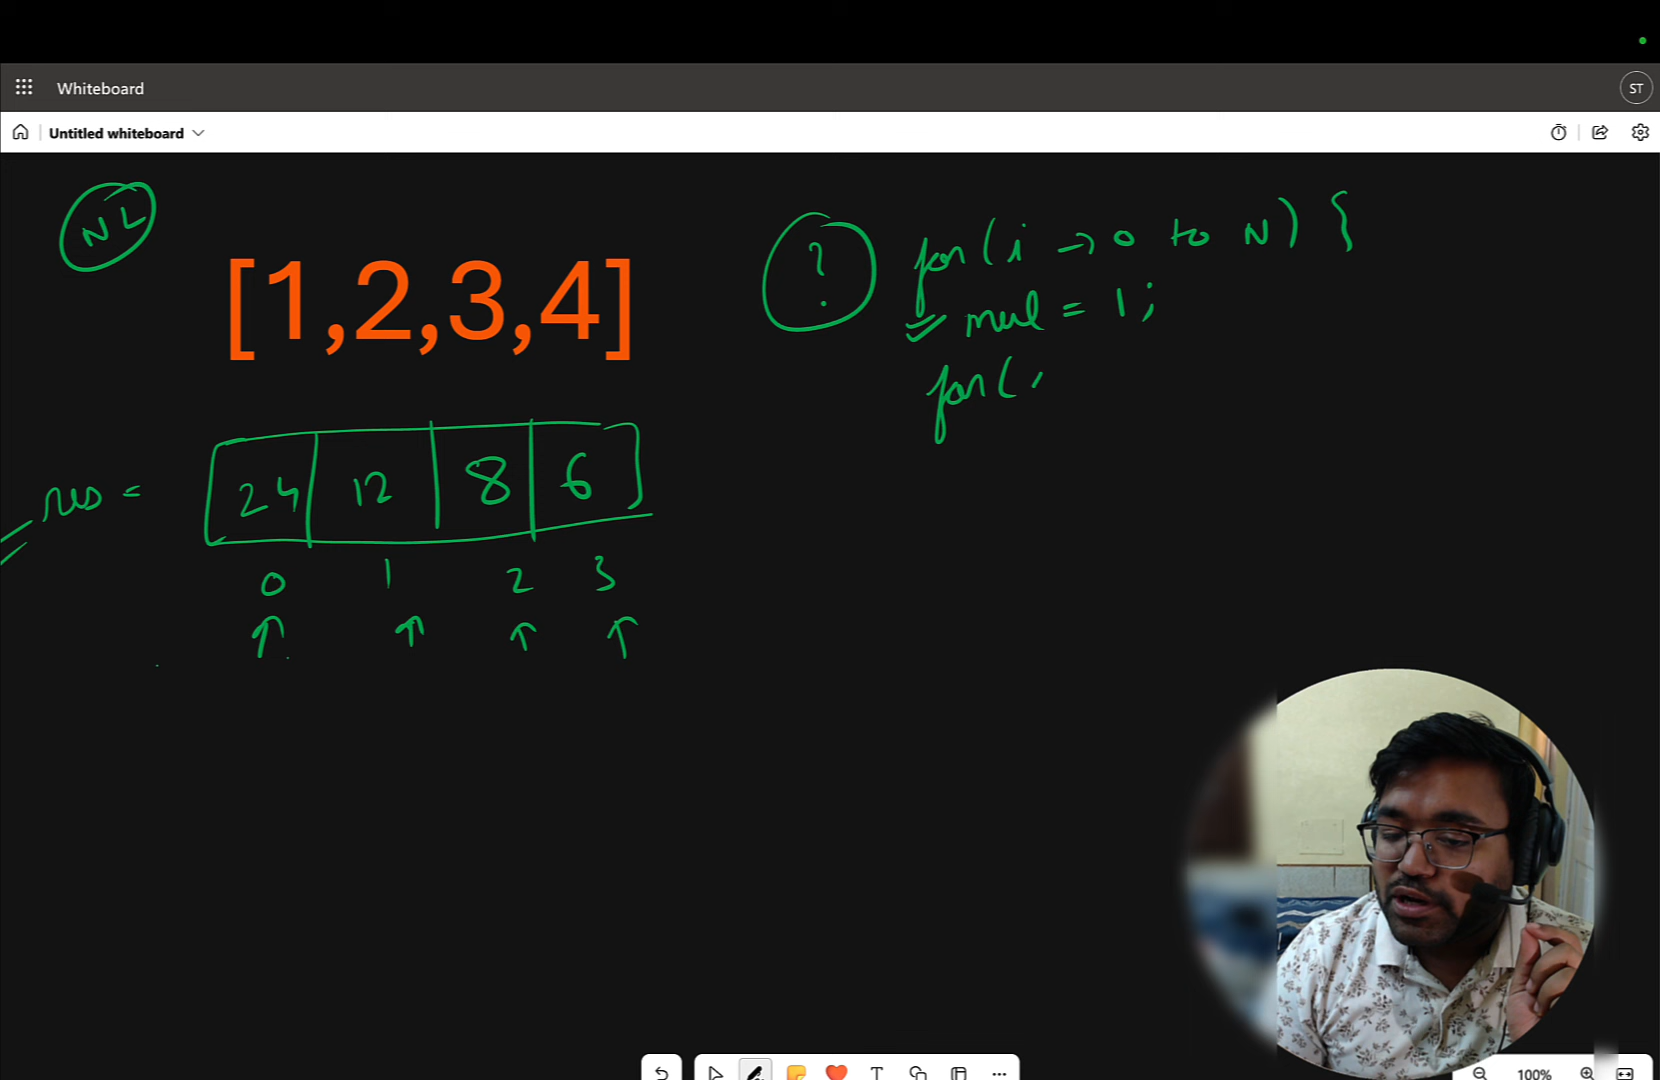 Whiteboard
ST
Untitled whiteboard
NL
[1,2,3,4]
res = 24 12 8 6
0 1 2 3
?
for(i → 0 to N) {
mul = 1;
for(
T
100%